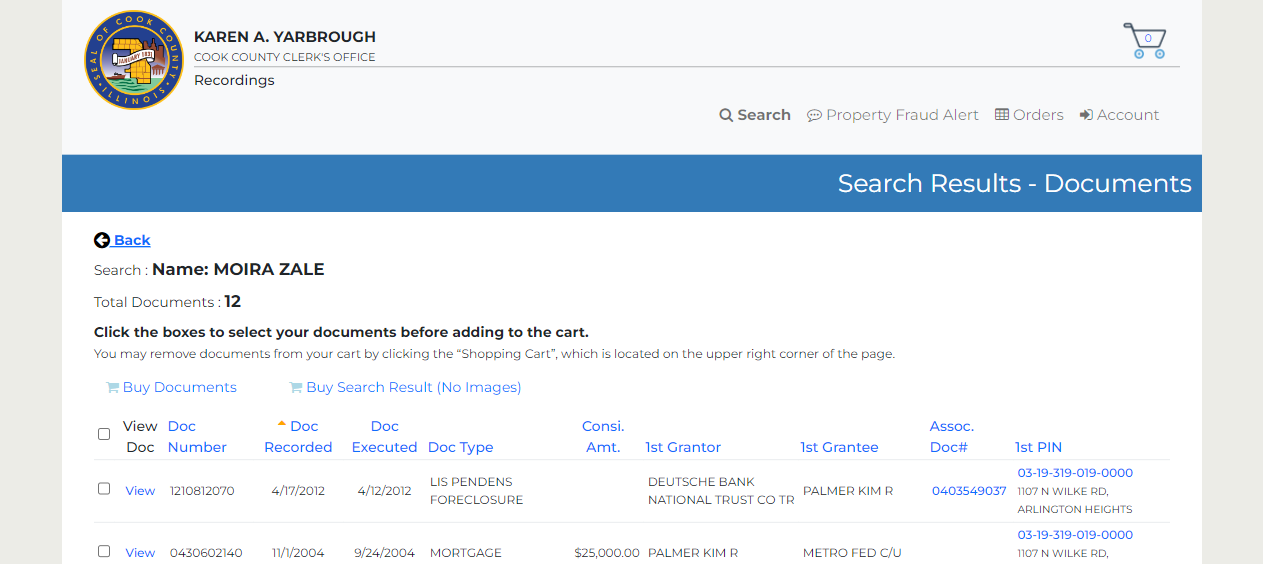 SEAL OF COOK COUNTY
ILLINOIS
JANUARY 1831
KAREN A. YARBROUGH
COOK COUNTY CLERK'S OFFICE
Recordings
0
Search Property Fraud Alert Orders Account
Search Results - Documents
Back
Search : Name: MOIRA ZALE
Total Documents : 12
Click the boxes to select your documents before adding to the cart.
You may remove documents from your cart by clicking the “Shopping Cart”, which is located on the upper right corner of the page.
Buy Documents Buy Search Result (No Images)
View Doc Doc Doc Consi. Assoc.
Doc Number Recorded Executed Doc Type Amt. 1st Grantor 1st Grantee Doc# 1st PIN
03-19-319-019-0000
LIS PENDENS DEUTSCHE BANK
View 1210812070 4/17/2012 4/12/2012 PALMER KIM R 0403549037 1107 N WILKE RD,
FORECLOSURE NATIONAL TRUST CO TR
ARLINGTON HEIGHTS
03-19-319-019-0000
View 0430602140 11/1/2004 9/24/2004 MORTGAGE $25,000.00 PALMER KIM R METRO FED C/U 1107 N WILKE RD,